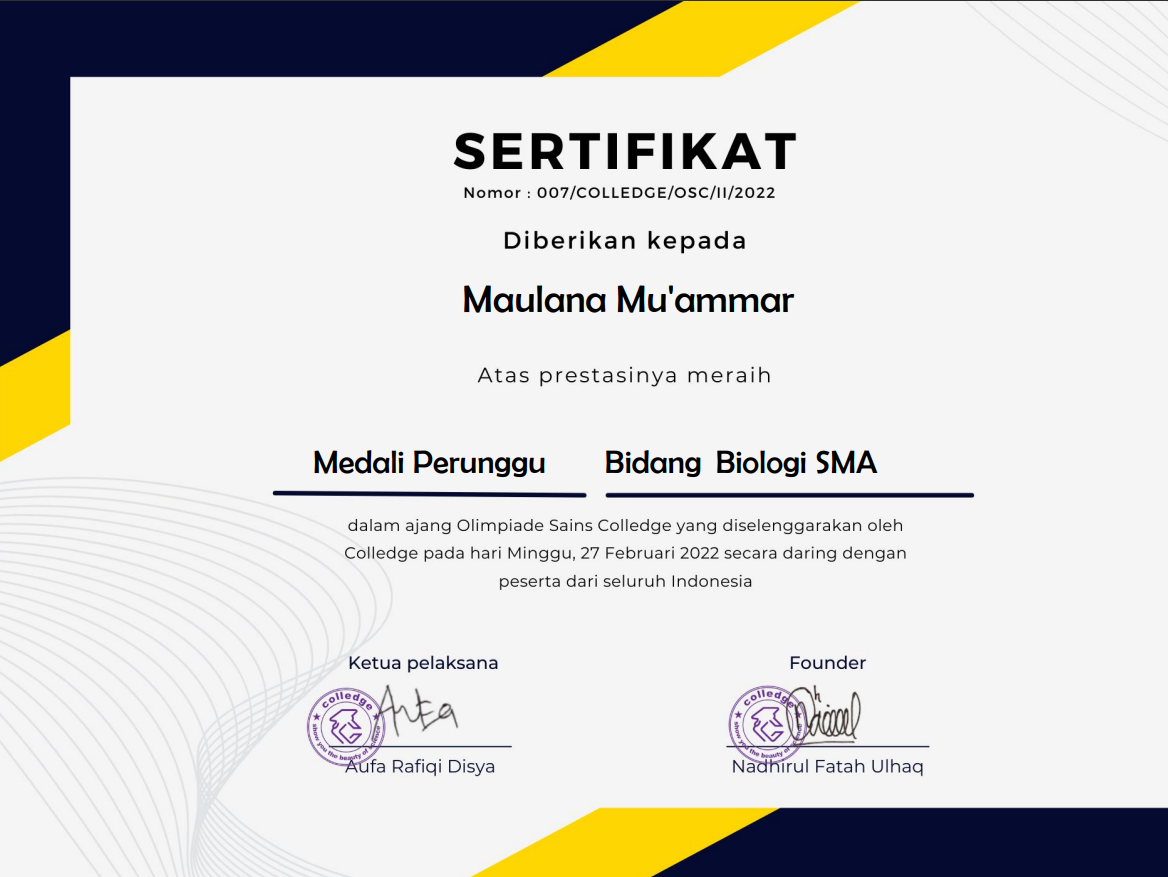 SERTIFIKAT
Nomor : 007/COLLEDGE/OSC/II/2022
Diberikan kepada
Maulana Mu'ammar
Atas prestasinya meraih
Medali Perunggu Bidang Biologi SMA
dalam ajang Olimpiade Sains Colledge yang diselenggarakan oleh
Colledge pada hari Minggu, 27 Februari 2022 secara daring dengan
peserta dari seluruh Indonesia
Ketua pelaksana
colledge
show you the beauty of science
Aufa Rafiqi Disya
Founder
colledge
show you the beauty of science
Nadhirul Fatah Ulhaq